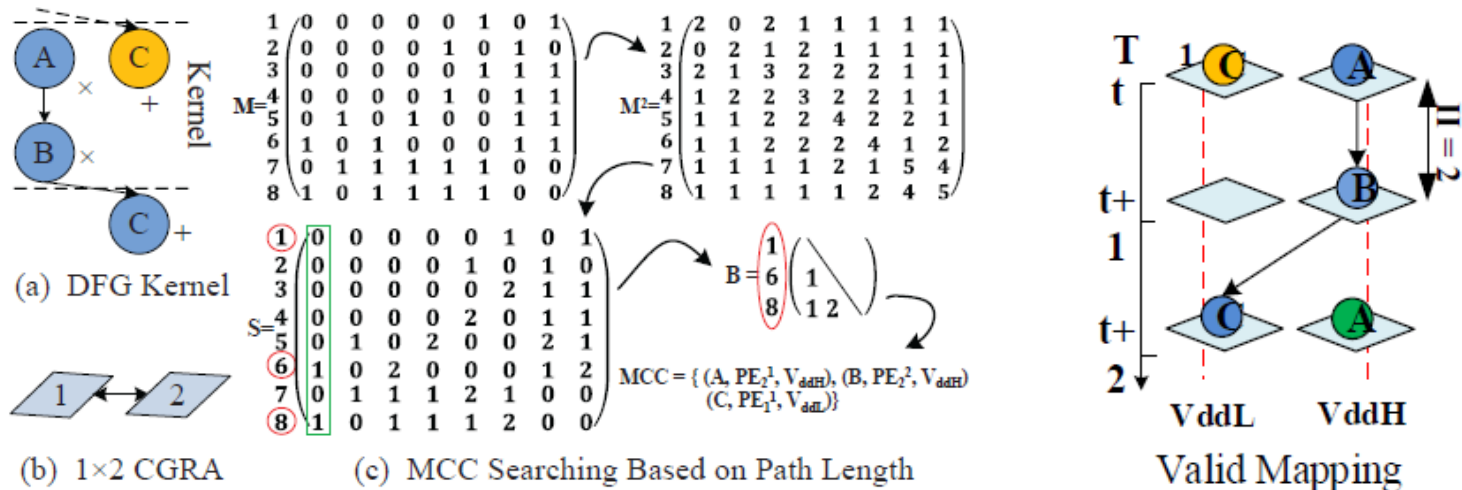 A
×
C
+
Kernel
B
×
C
+
(a) DFG Kernel
1
2
(b) 1×2 CGRA
M=
1 0 0 0 0 0 1 0 1
2 0 0 0 0 1 0 1 0
3 0 0 0 0 0 1 1 1
4 0 0 0 0 1 0 1 1
5 0 1 0 1 0 0 1 1
6 1 0 1 0 0 0 1 1
7 0 1 1 1 1 1 0 0
8 1 0 1 1 1 1 0 0
M²=
1 2 0 2 1 1 1 1 1
2 0 2 1 2 1 1 1 1
3 2 1 3 2 2 2 1 1
4 1 2 2 3 2 2 1 1
5 1 1 2 2 4 2 2 1
6 1 1 2 2 2 4 1 2
7 1 1 1 1 2 1 5 4
8 1 1 1 1 1 2 4 5
S=
1 0 0 0 0 0 1 0 1
2 0 0 0 0 1 0 1 0
3 0 0 0 0 0 2 1 1
4 0 0 0 0 2 0 1 1
5 0 1 0 2 0 0 2 1
6 1 0 2 0 0 0 1 2
7 0 1 1 1 2 1 0 0
8 1 0 1 1 1 2 0 0
B =
1
6 1
8 1 2
MCC = { (A, PE₂¹, VddH), (B, PE₂², VddH)
(C, PE₁¹, VddL)}
(c) MCC Searching Based on Path Length
T
1
C
A
t
II = 2
B
t+
1
C
A
t+
2
VddL VddH
Valid Mapping